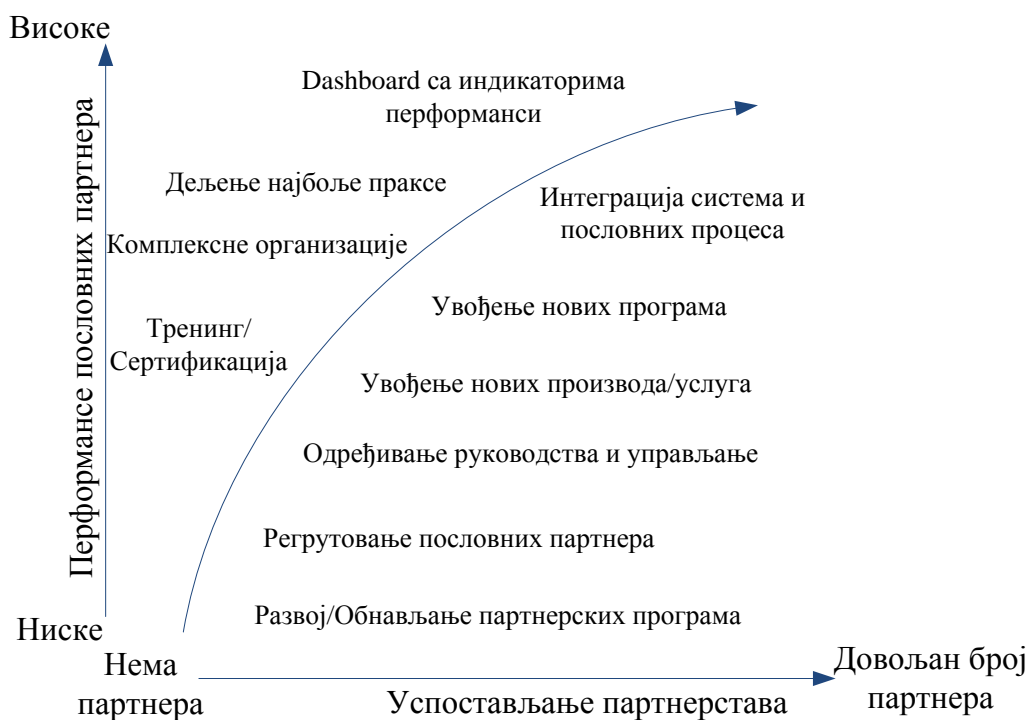 Високе
Перформансе пословних партнера
Dashboard са индикаторима
перформанси
Дељење најбоље праксе
Интеграција система и
пословних процеса
Комплексне организације
Увођење нових програма
Тренинг/
Сертификација
Увођење нових производа/услуга
Одређивање руководства и управљање
Регрутовање пословних партнера
Развој/Обнављање партнерских програма
Ниске
Нема
партнера
Успостављање партнерстава
Довољан број
партнера